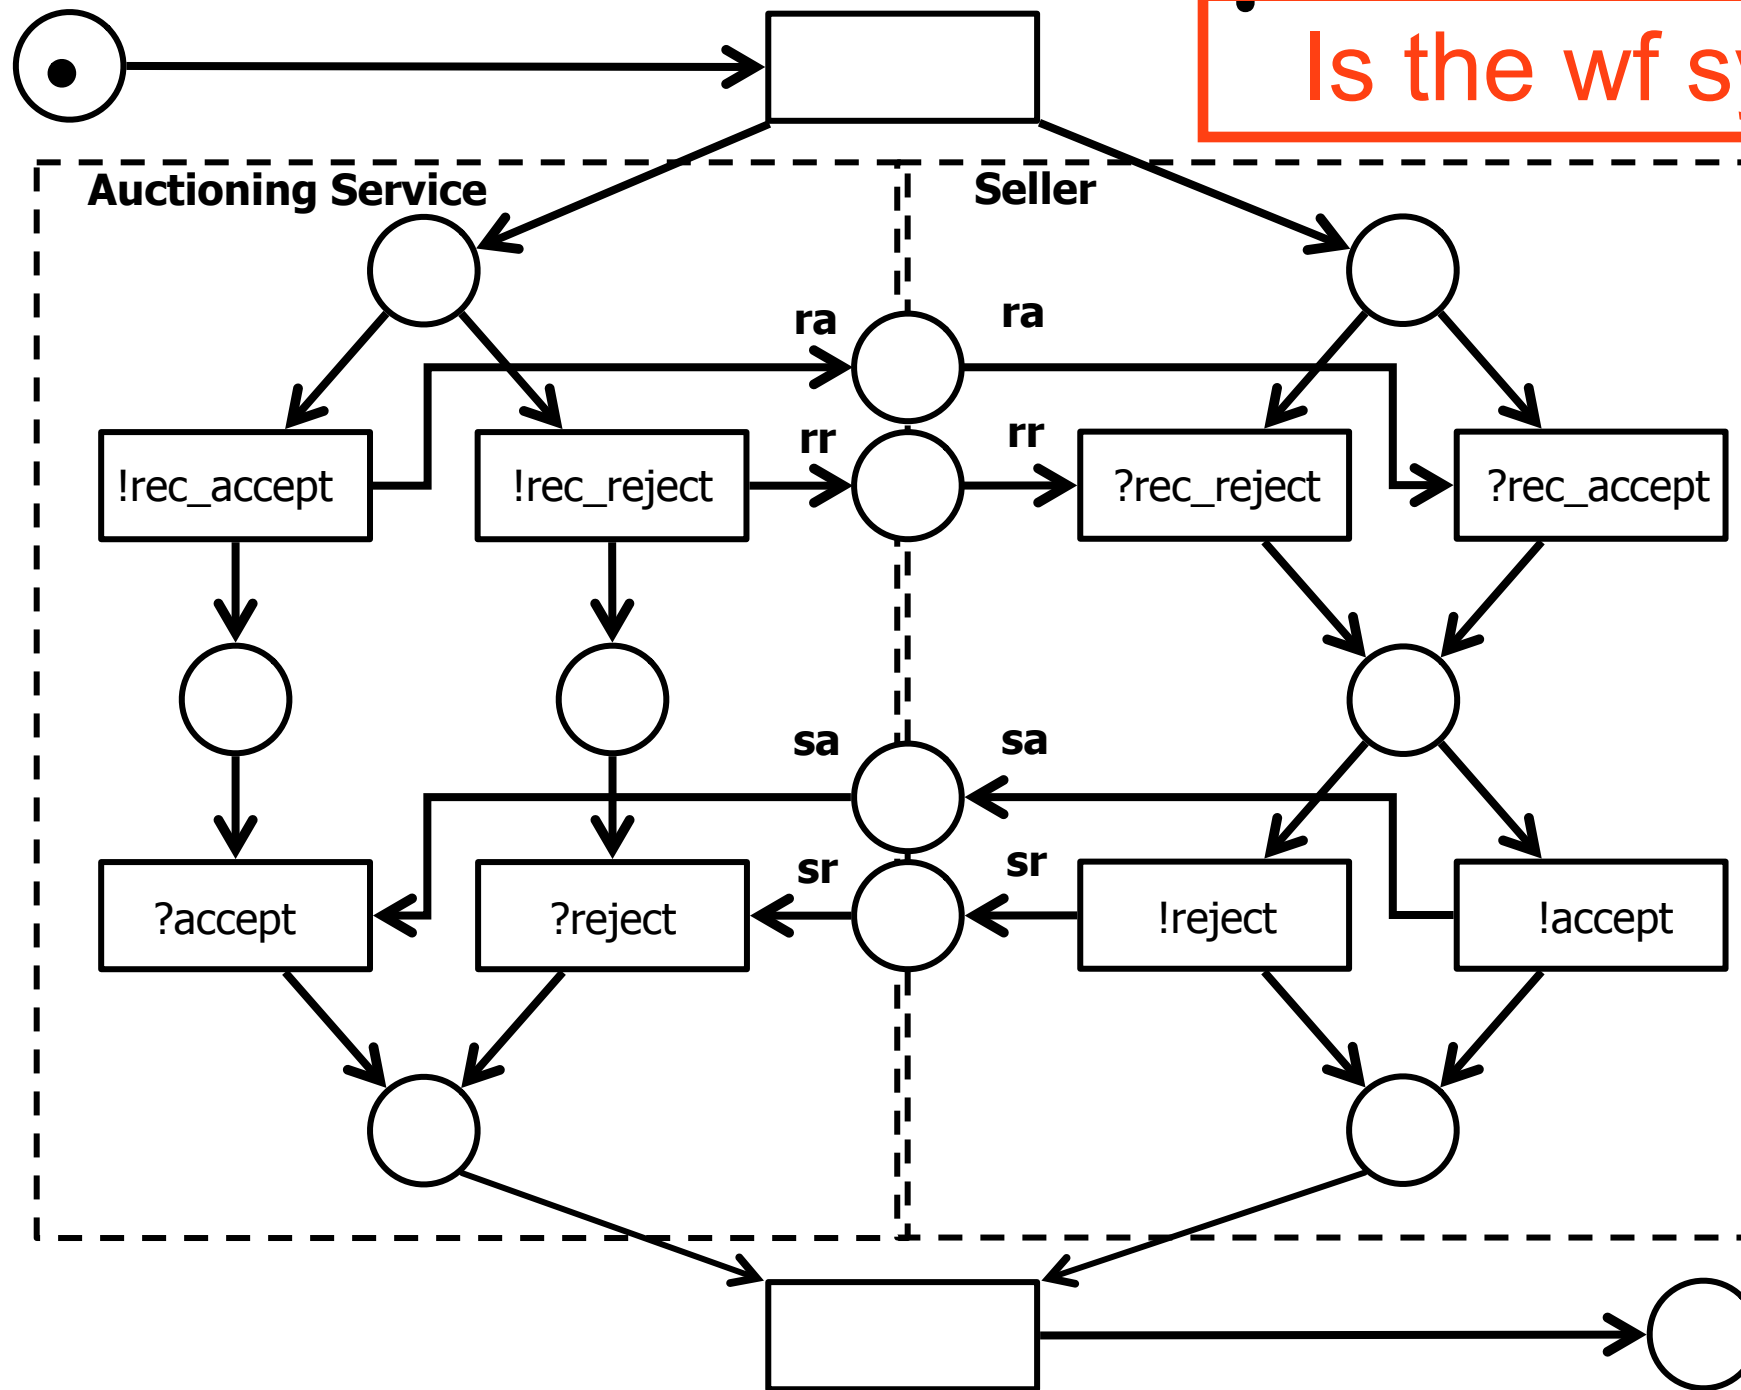 Is the wf
Auctioning Service
Seller
ra
ra
rr
rr
!rec_accept
!rec_reject
?rec_reject
?rec_accept
sa
sa
sr
sr
?accept
?reject
!reject
!accept